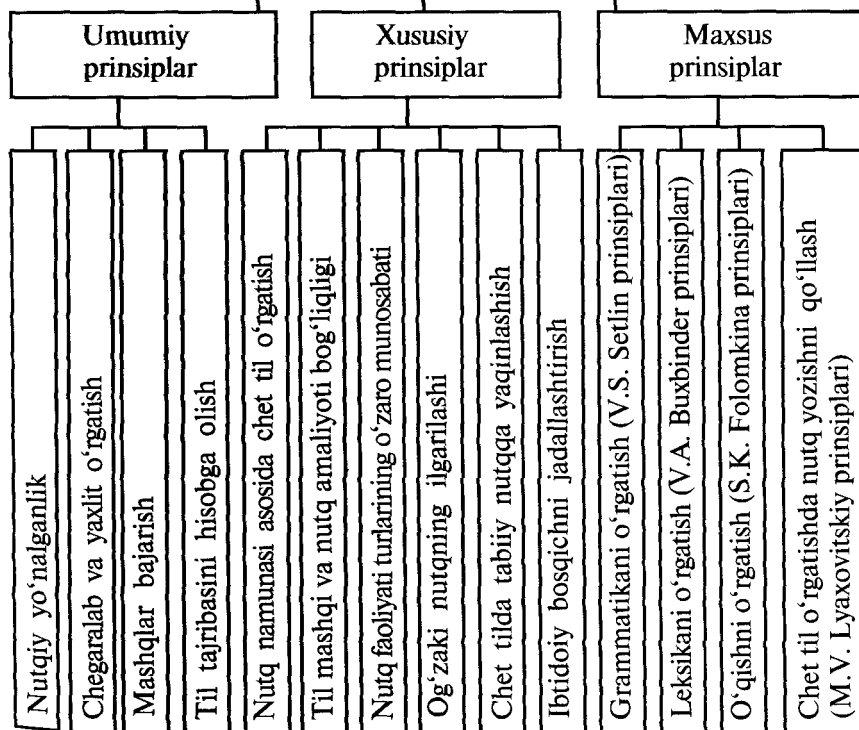 Umumiy
prinsiplar
Xususiy
prinsiplar
Maxsus
prinsiplar
Nutqiy yo‘nalganlik
Chegaralab va yaxlit o‘rgatish
Mashqlar bajarish
Til tajribasini hisobga olish
Nutq namunasi asosida chet til o‘rgatish
Til mashqi va nutq amaliyoti bog‘liqligi
Nutq faoliyati turlarining o‘zaro munosabati
Og‘zaki nutqning ilgarilashi
Chet tilda tabiiy nutqqa yaqinlashish
Ibtidoiy bosqichni jadallashtirish
Grammatikani o‘rgatish (V.S. Setlin prinsiplari)
Leksikani o‘rgatish (V.A. Buxbinder prinsiplari)
O‘qishni o‘rgatish (S.K. Folomkina prinsiplari)
Chet til o‘rgatishda nutq yozishni qo‘llash
(M.V. Lyaxovitskiy prinsiplari)